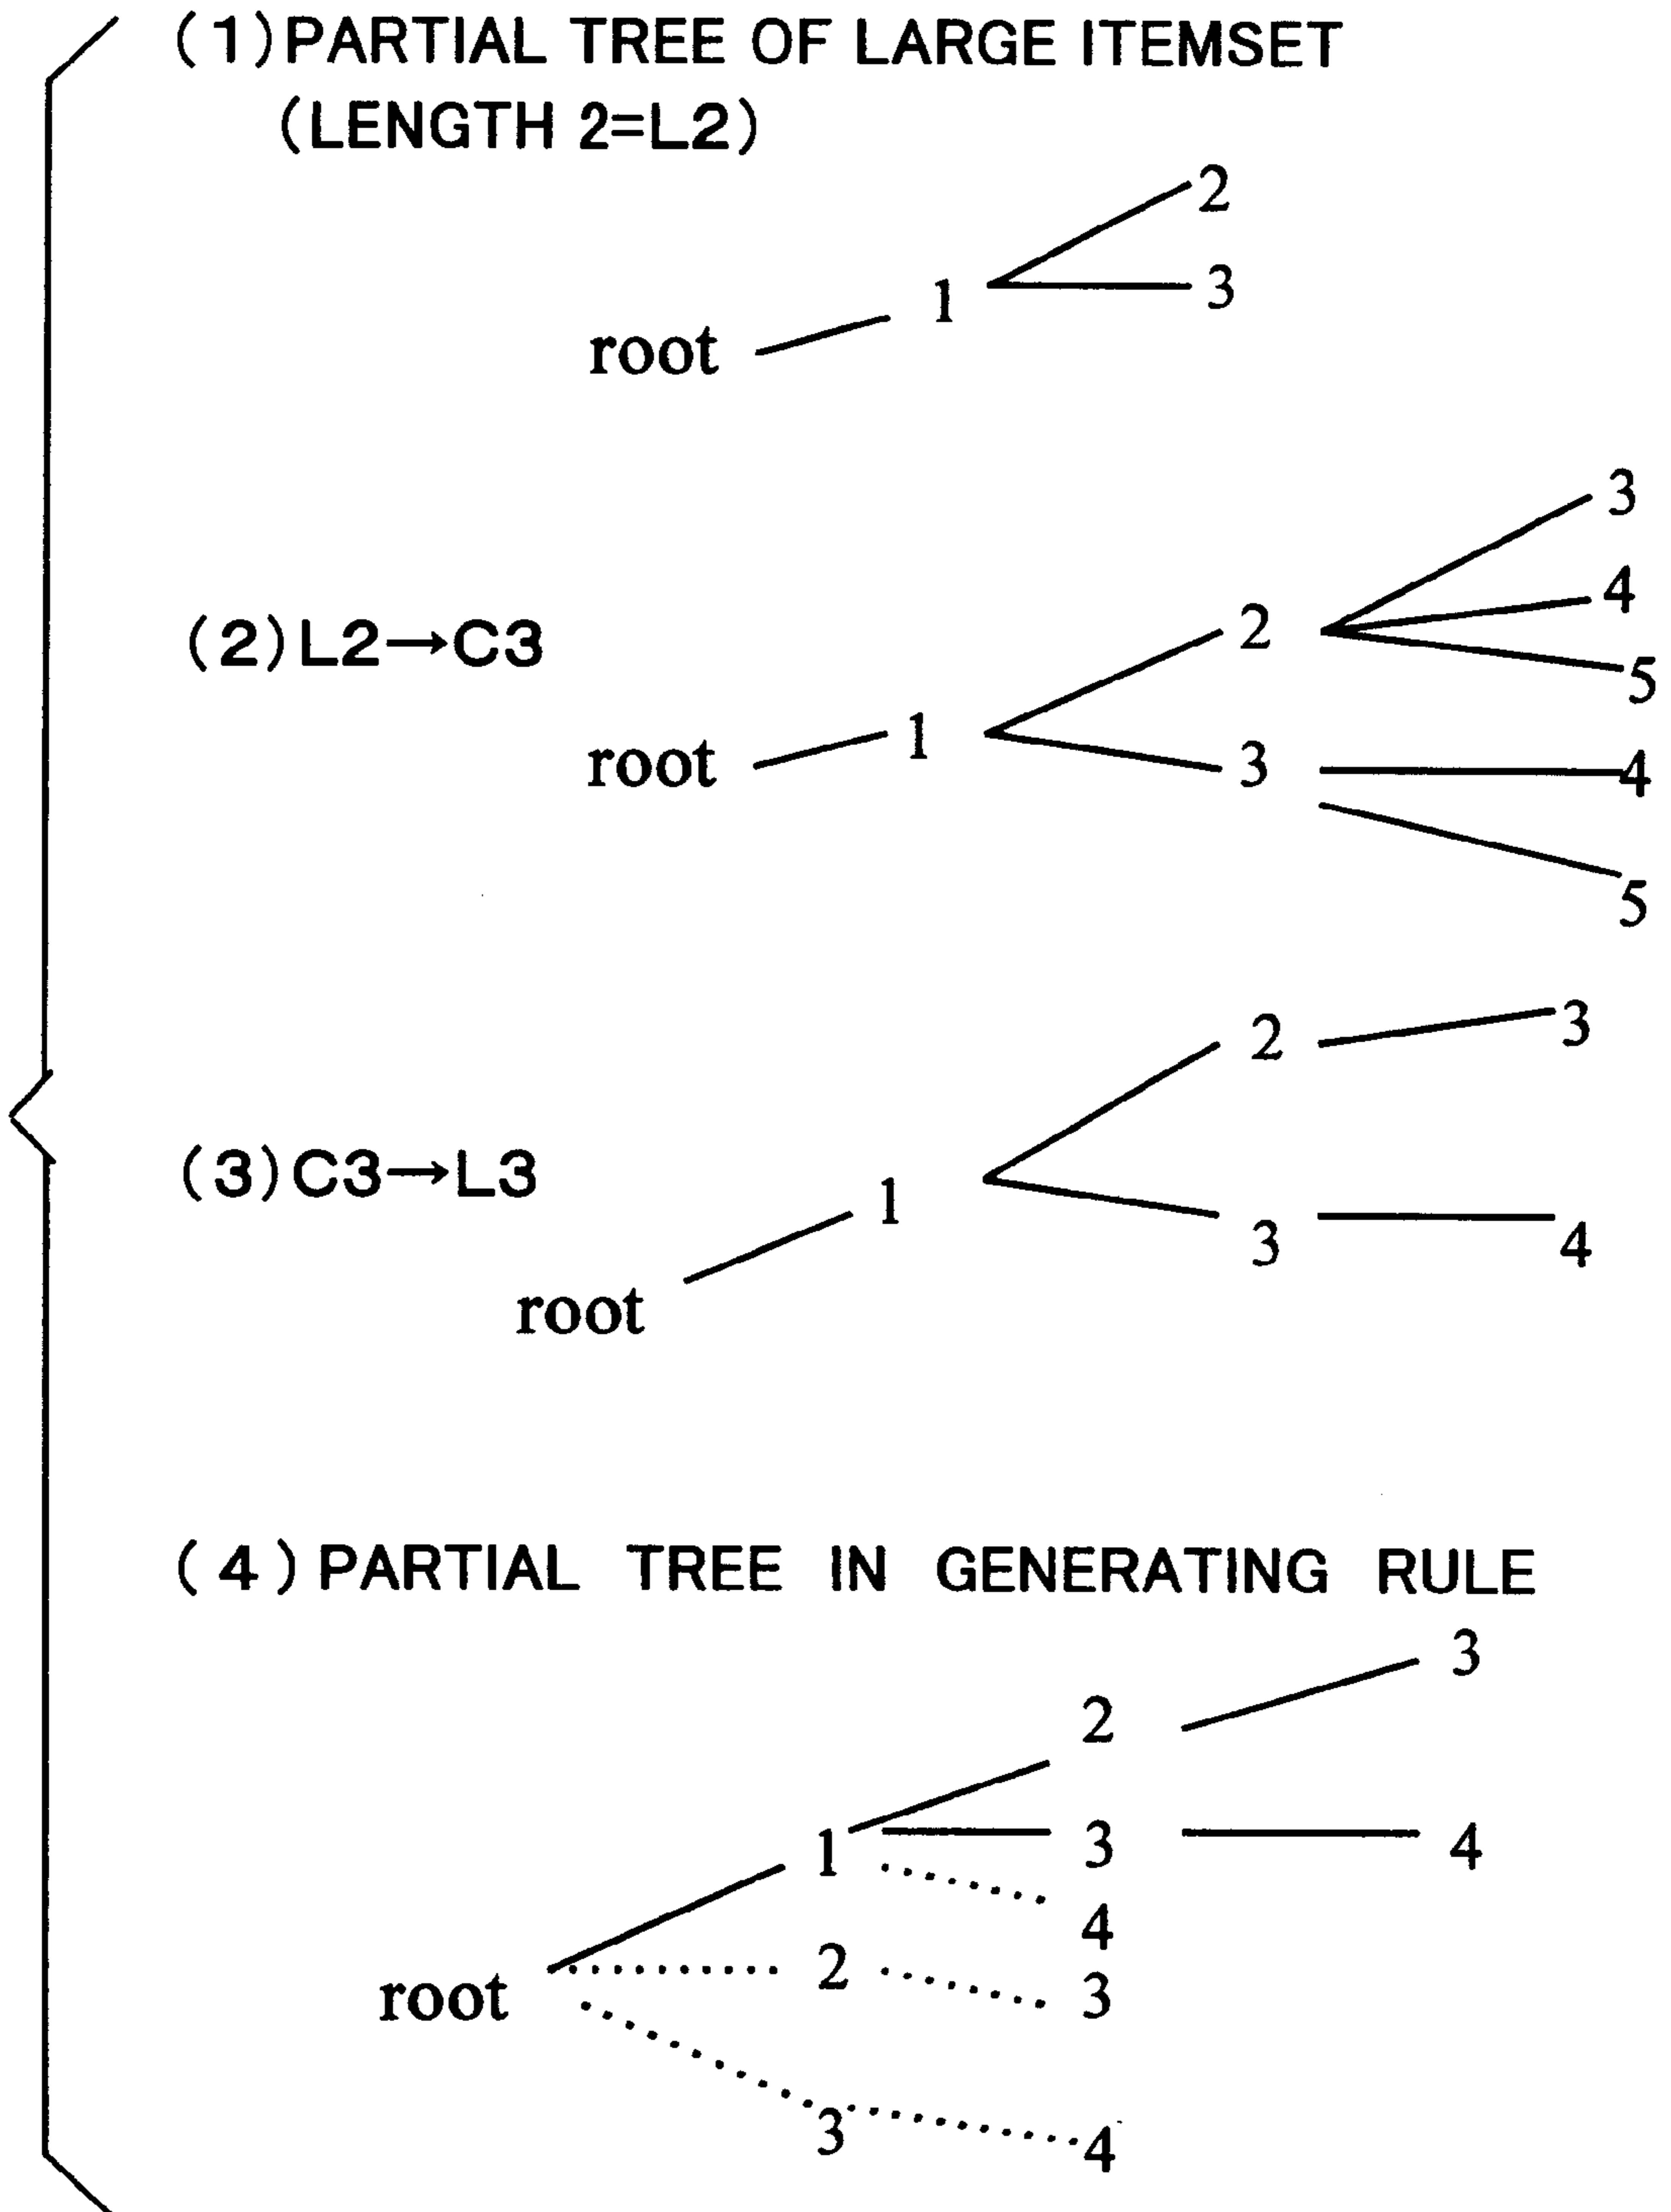 (1)PARTIAL TREE OF LARGE ITEMSET
(LENGTH 2=L2)
2
1
3
root
3
4
(2)L2→C3
2
5
root
1
3
4
5
2
3
(3)C3→L3
1
3
4
root
(4)PARTIAL TREE IN GENERATING RULE
3
2
1
3
4
4
root
2
3
3
4